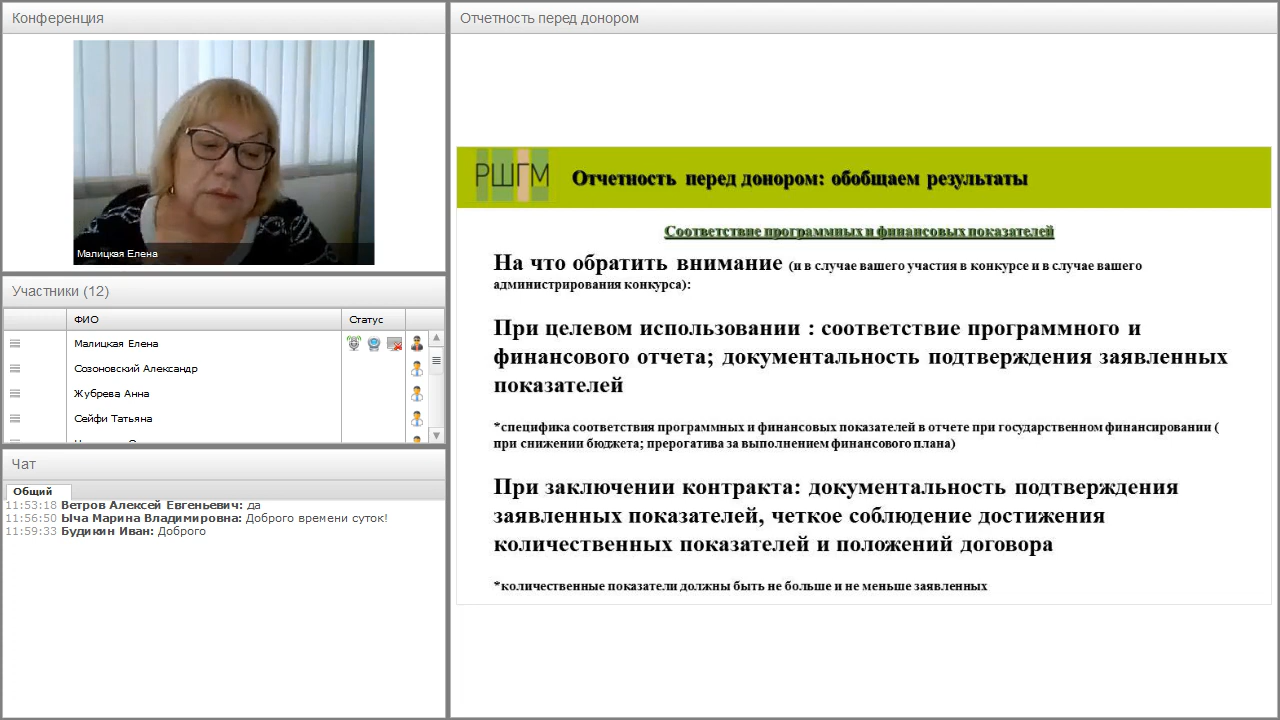 Конференция
Малицкая Елена
Участники (12)
ФИО
Статус
Малицкая Елена
Созоновский Александр
Жубрева Анна
Сейфи Татьяна
Чат
Общий
11:53:18 Ветров Алексей Евгеньевич: да
11:56:50 Ыча Марина Владимировна: Доброго времени суток!
11:59:33 Будикин Иван: Доброго
Отчетность перед донором
РШГМ
Отчетность перед донором: обобщаем результаты
Соответствие программных и финансовых показателей
На что обратить внимание (и в случае вашего участия в конкурсе и в случае вашего
администрирования конкурса):
При целевом использовании : соответствие программного и
финансового отчета; документальность подтверждения заявленных
показателей
*специфика соответствия программных и финансовых показателей в отчете при государственном финансировании (
при снижении бюджета; прерогатива за выполнением финансового плана)
При заключении контракта: документальность подтверждения
заявленных показателей, четкое соблюдение достижения
количественных показателей и положений договора
*количественные показатели должны быть не больше и не меньше заявленных